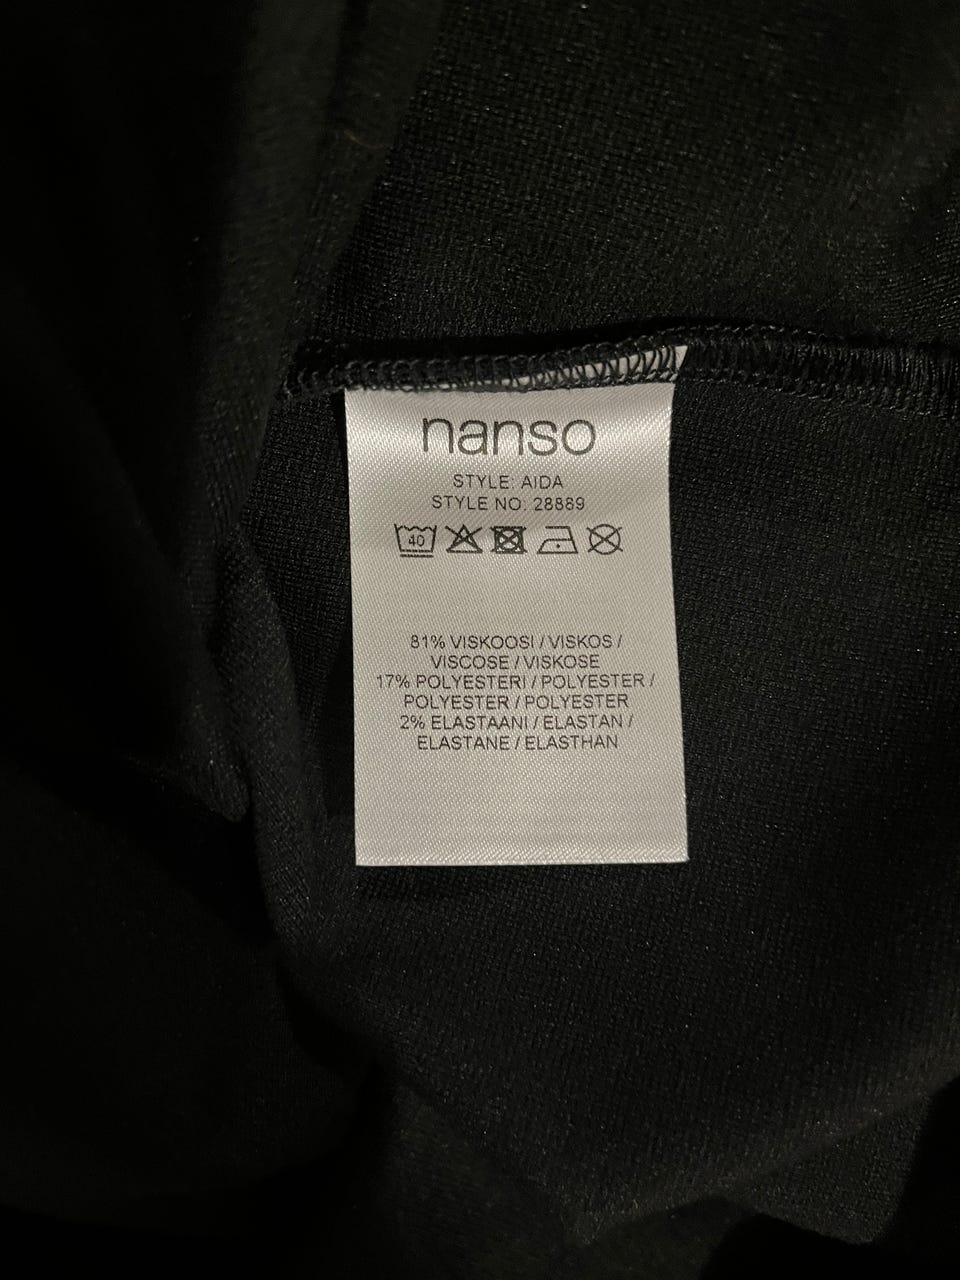 nanso
STYLE: AIDA
STYLE NO: 28889
40
81% VISKOOSI / VISKOS /
VISCOSE / VISKOSE
17% POLYESTERI / POLYESTER /
POLYESTER / POLYESTER
2% ELASTAANI / ELASTAN /
ELASTANE / ELASTHAN